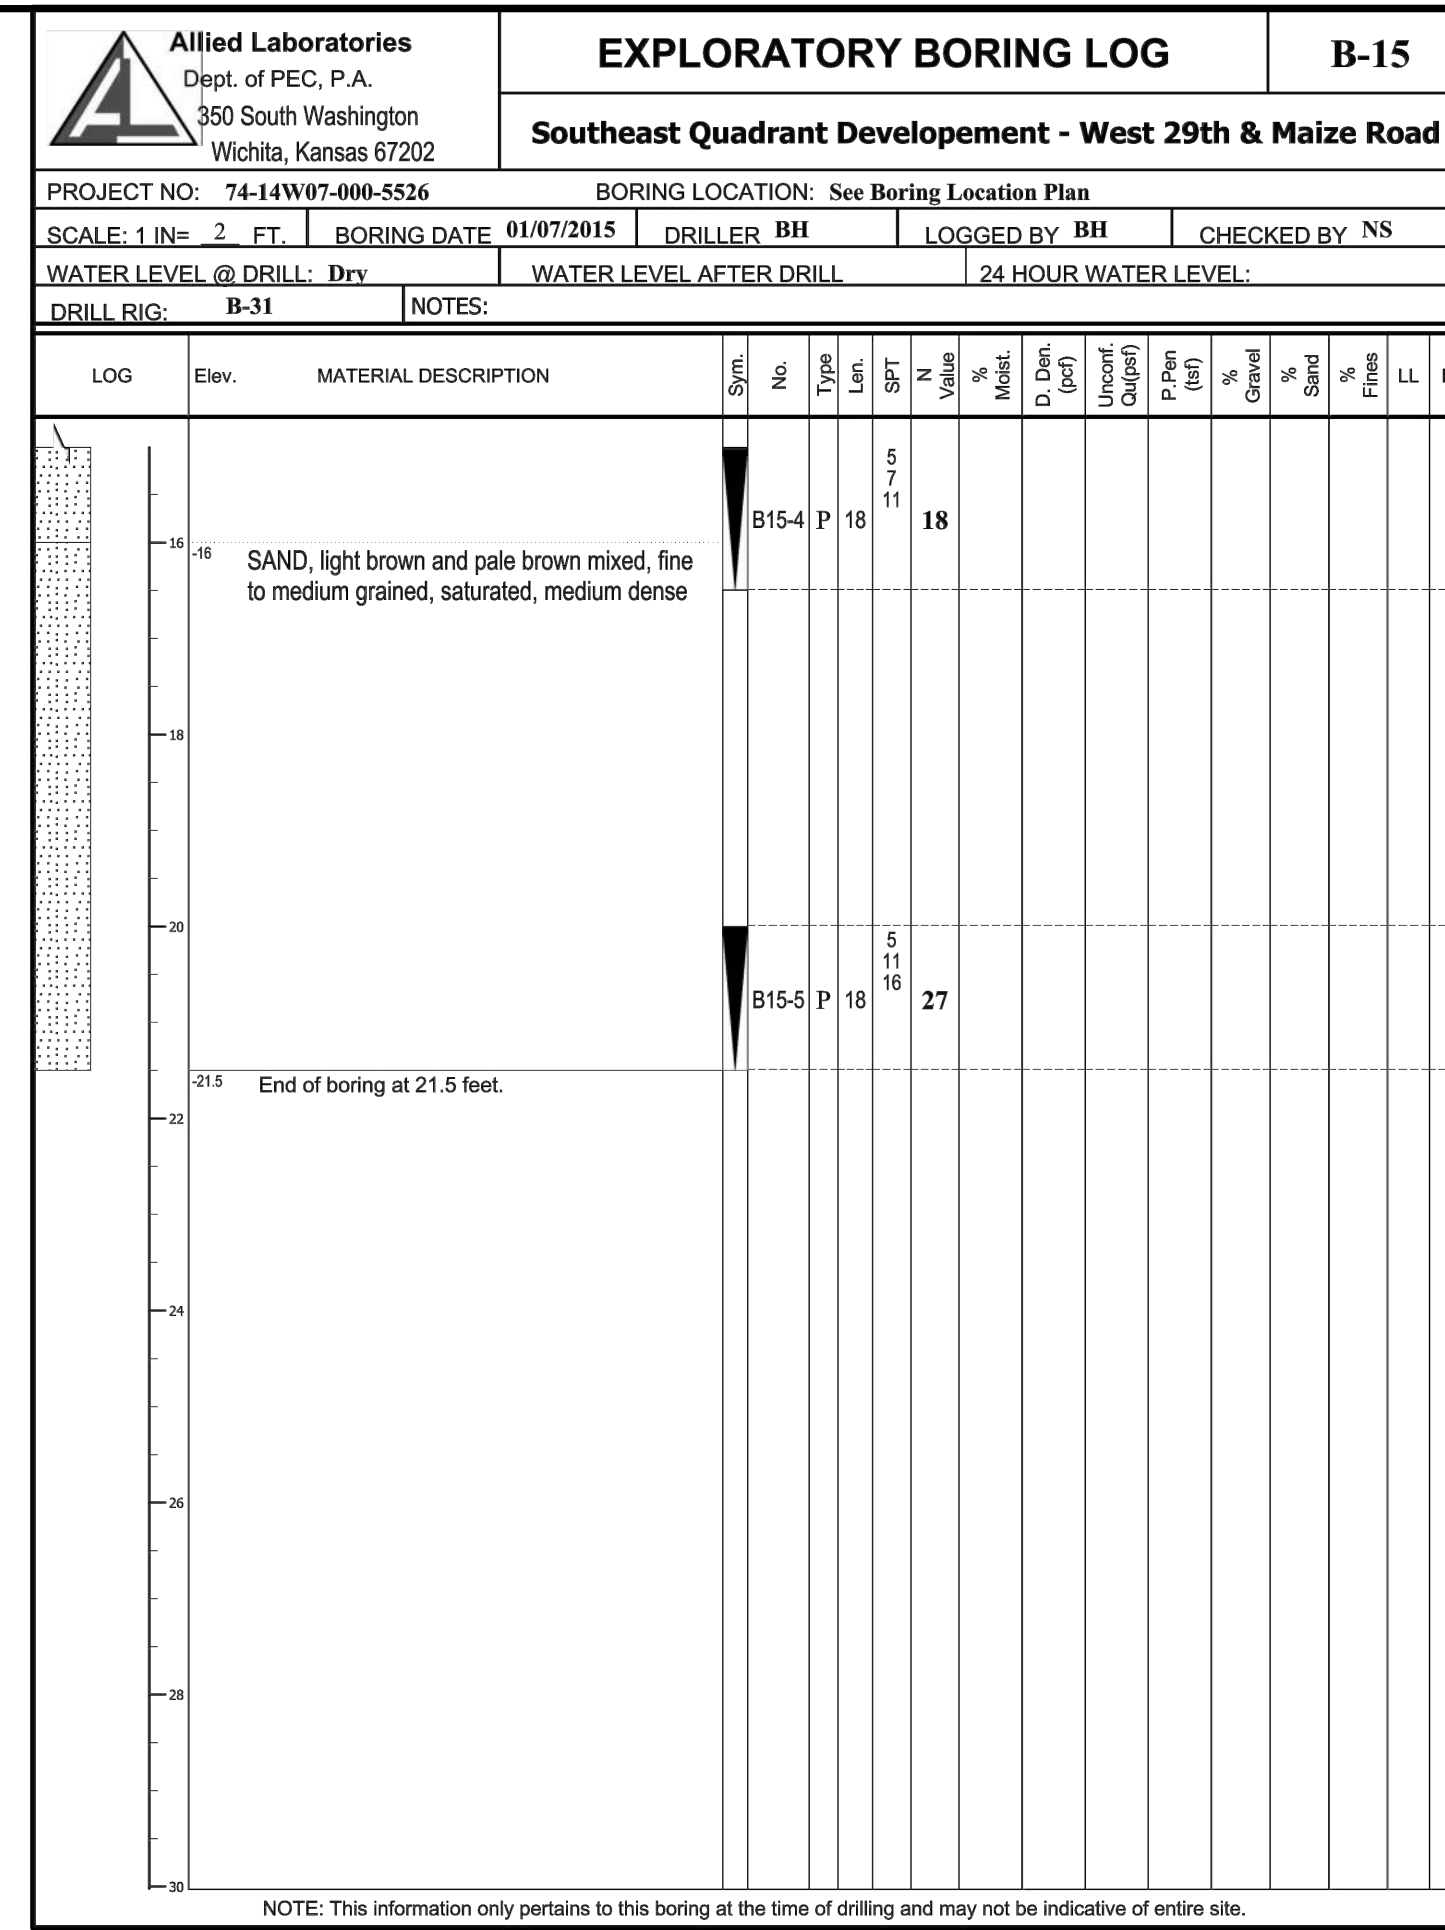 Allied Laboratories
Dept. of PEC, P.A.
350 South Washington
Wichita, Kansas 67202
EXPLORATORY BORING LOG
B-15
Southeast Quadrant Developement - West 29th & Maize Road
PROJECT NO: 74-14W07-000-5526 BORING LOCATION: See Boring Location Plan
SCALE: 1 IN= 2 FT. BORING DATE 01/07/2015 DRILLER BH LOGGED BY BH CHECKED BY NS
WATER LEVEL @ DRILL: Dry WATER LEVEL AFTER DRILL 24 HOUR WATER LEVEL:
DRILL RIG: B-31 NOTES:
LOG Elev. MATERIAL DESCRIPTION Sym. No. Type Len. SPT N Value % Moist. D. Den. (pcf) Unconf. Qu(psf) P.Pen (tsf) % Gravel % Sand % Fines LL
5
7
11
B15-4 P 18 18
16 -16 SAND, light brown and pale brown mixed, fine
to medium grained, saturated, medium dense
18
20
5
11
16
B15-5 P 18 27
-21.5 End of boring at 21.5 feet.
22
24
26
28
30
NOTE: This information only pertains to this boring at the time of drilling and may not be indicative of entire site.